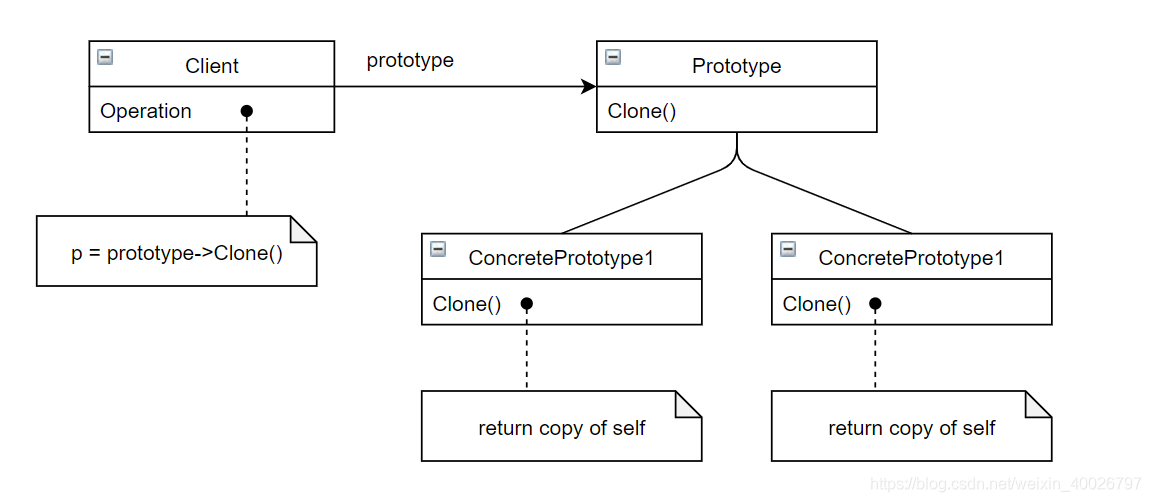 Client
prototype
Prototype
Operation
Clone()
p = prototype->Clone()
ConcretePrototype1
ConcretePrototype1
Clone()
Clone()
return copy of self
return copy of self
https://blog.csdn.net/weixin_40026797